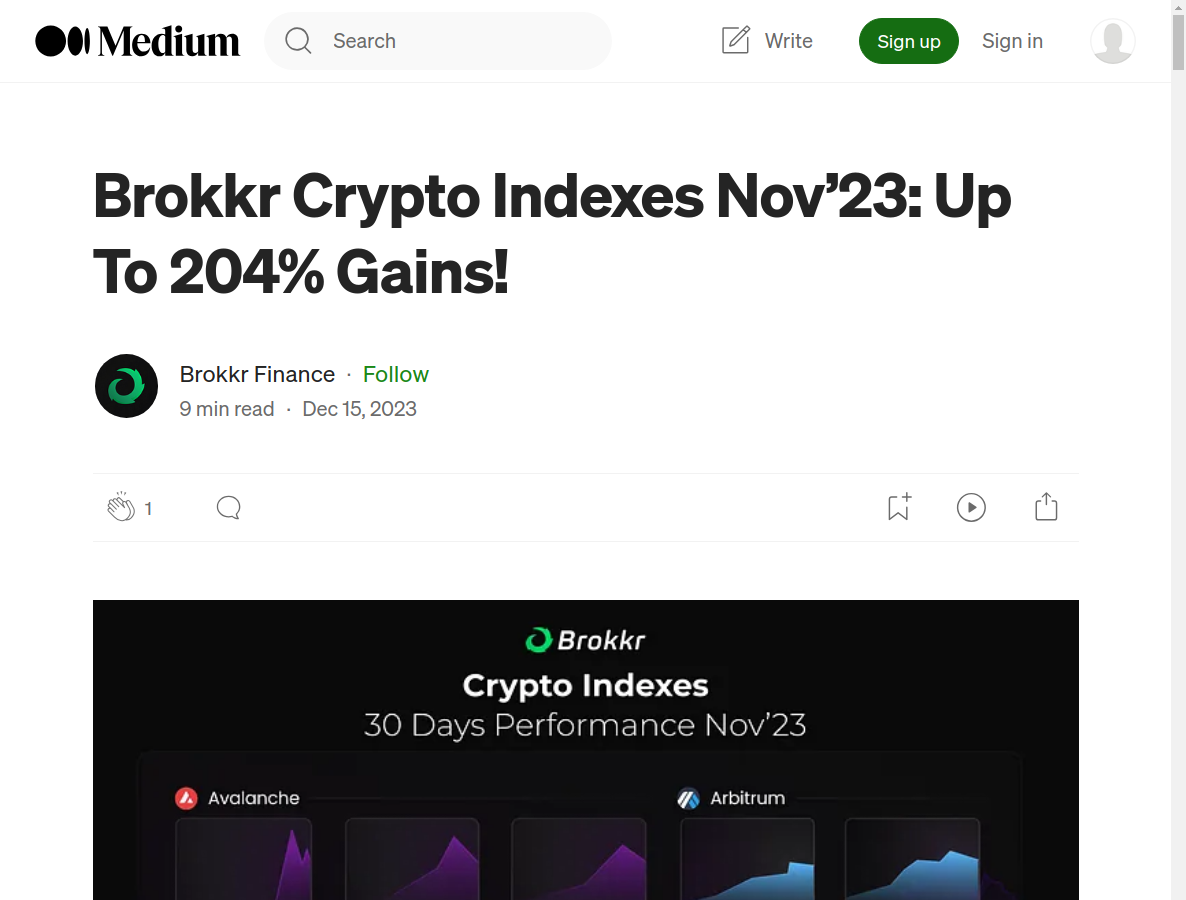 Medium
Search
Write
Sign up
Sign in
Brokkr Crypto Indexes Nov’23: Up
To 204% Gains!
Brokkr Finance · Follow
9 min read · Dec 15, 2023
1
Brokkr
Crypto Indexes
30 Days Performance Nov’23
Avalanche
Arbitrum